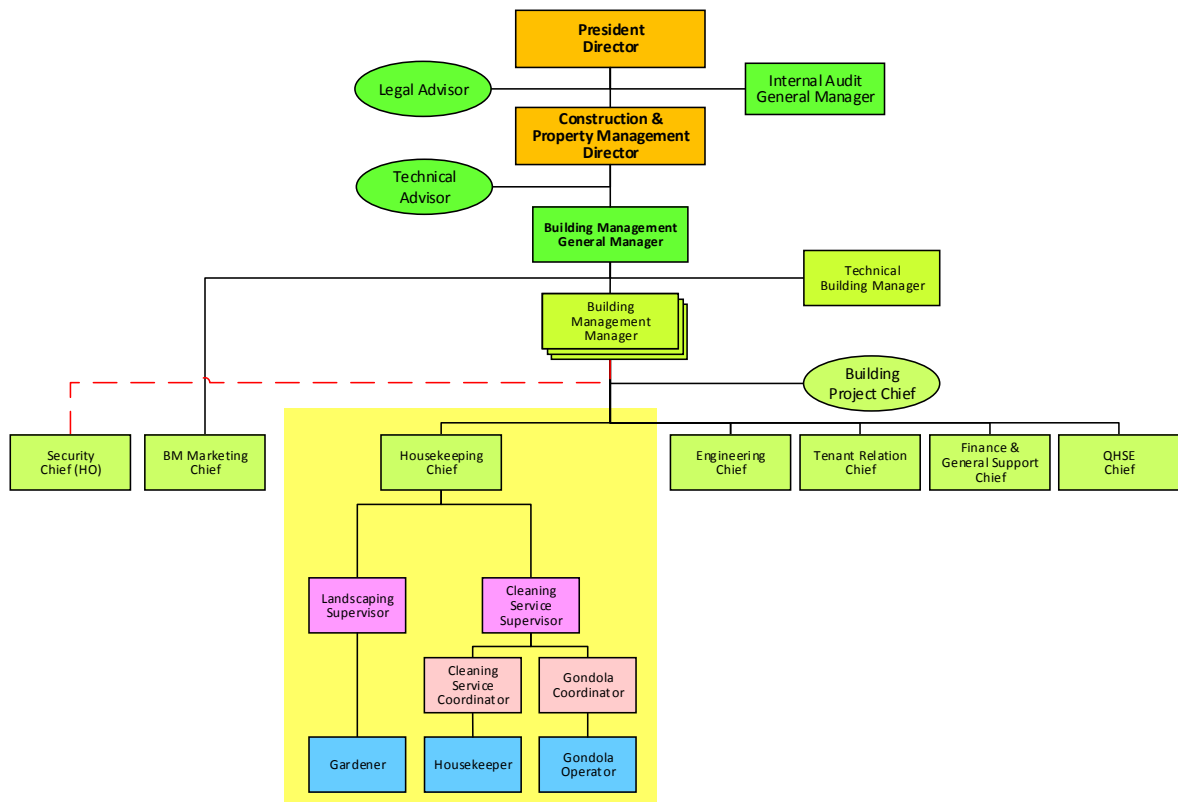 President
Director
Legal Advisor
Internal Audit
General Manager
Construction &
Property Management
Director
Technical
Advisor
Building Management
General Manager
Technical
Building Manager
Building
Management
Manager
Building
Project Chief
Security
Chief (HO)
BM Marketing
Chief
Housekeeping
Chief
Engineering
Chief
Tenant Relation
Chief
Finance &
General Support
Chief
QHSE
Chief
Landscaping
Supervisor
Cleaning
Service
Supervisor
Cleaning
Service
Coordinator
Gondola
Coordinator
Gardener
Housekeeper
Gondola
Operator